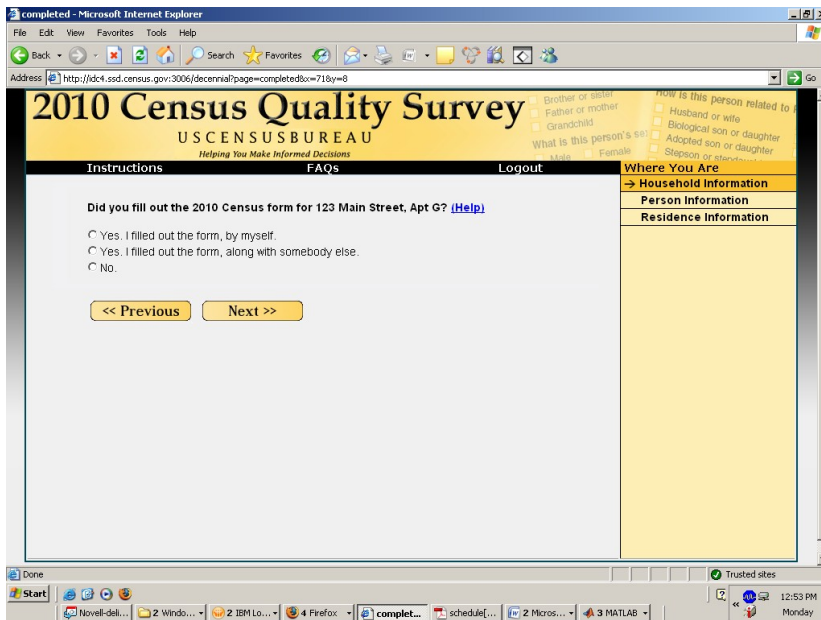 completed - Microsoft Internet Explorer
File Edit View Favorites Tools Help
Back Search Favorites
Address http://idc4.ssd.census.gov:3006/decennial?page=completed&x=71&y=8 Go
2010 Census Quality Survey
USCENSUSBUREAU
Helping You Make Informed Decisions
Brother or sister
Father or mother
Grandchild
What is this person's sex
Male Female
How is this person related to
Husband or wife
Biological son or daughter
Adopted son or daughter
Stepson or
Instructions FAQs Logout
Where You Are
→ Household Information
Person Information
Residence Information
Did you fill out the 2010 Census form for 123 Main Street, Apt G? (Help)
Yes. I filled out the form, by myself.
Yes. I filled out the form, along with somebody else.
No.
<< Previous Next >>
Done Trusted sites
Start 12:53 PM
Novell-deli... 2 Windo... 2 IBM Lo... 4 Firefox complet... schedule[... 2 Micros... 3 MATLAB Monday